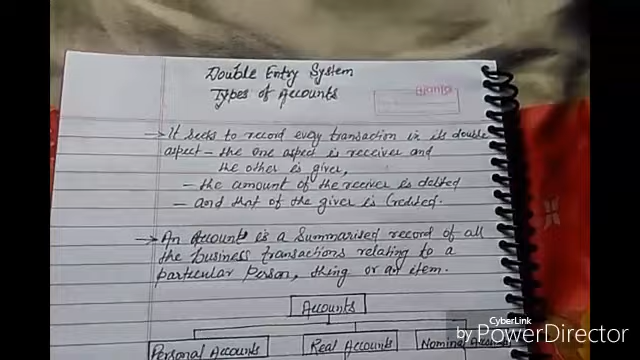 Double Entry System
Types of Accounts
→ It seeks to record every transaction in its double
aspect - the one aspect is receiver and
the other is giver,
- the amount of the reciver is debted
- and that of the giver is Credited.
→ An Account is a Summarised record of all
the business transactions relating to a
particular Person, thing or an item.
Accounts
Personal Accounts Real Accounts
CyberLink
by PowerDirector